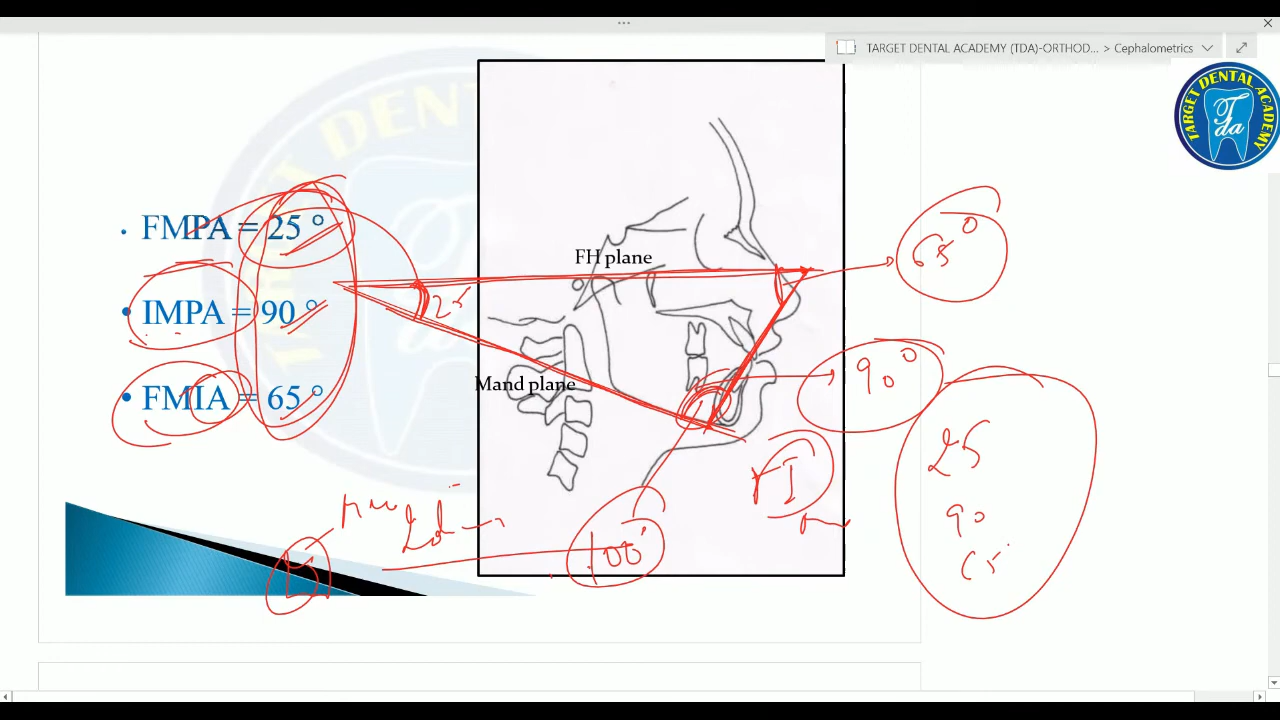 TARGET DENTAL ACADEMY (TDA)-ORTHOD... > Cephalometrics
TARGET DENTAL ACADEMY
Tda
• FMPA = 25 °
• IMPA = 90 °
• FMIA = 65 °
FH plane
Mand plane
25
65°
90°
100°
25
90
65